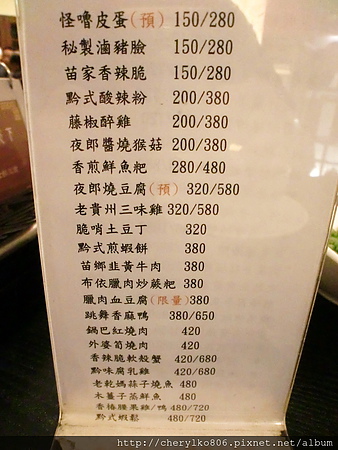 怪嚕皮蛋(預) 150/280
秘製滷豬臉 150/280
苗家香辣脆 150/280
黔式酸辣粉 200/380
藤椒醉雞 200/380
夜郎醬燒猴菇 200/380
香煎鮮魚粑 280/480
夜郎燒豆腐(預) 320/580
老貴州三味雞 320/580
脆哨土豆丁 320
黔式煎蝦餅 380
苗鄉韭黃牛肉 380
布依臘肉炒蕨粑 380
臘肉血豆腐(限量)380
跳舞香麻鴨 380/650
鍋巴紅燒肉 420
外婆筍燒肉 420
香辣脆軟殼蟹 420/680
黔味腐乳雞 420/680
老乾媽蒜子燒魚 480
木薑子蒸鮮魚 480
香椿腰果雞/鴨 480/720
黔式蝦鬆 480/720
http://cherylko806.pixnet.net/album